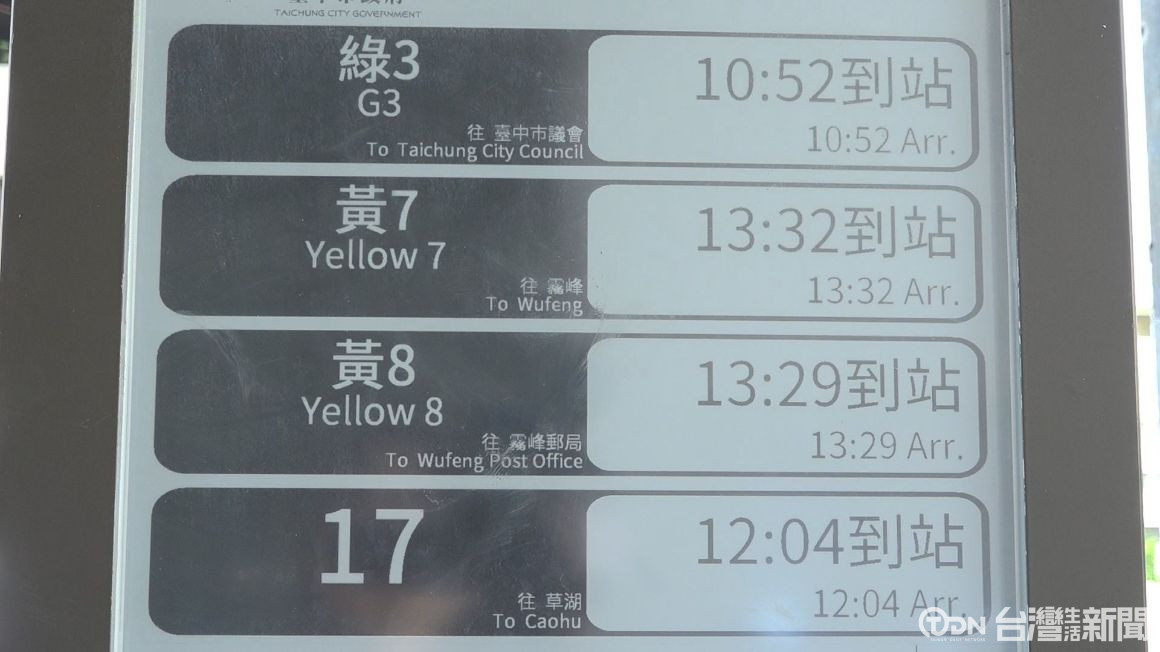 TAICHUNG CITY GOVERNMENT
綠3
G3
往 臺中市議會
To Taichung City Council
10:52到站
10:52 Arr.
黃7
Yellow 7
往 霧峰
To Wufeng
13:32到站
13:32 Arr.
黃8
Yellow 8
往 霧峰郵局
To Wufeng Post Office
13:29到站
13:29 Arr.
17
往 草湖
To Caohu
12:04到站
12:04 Arr.
TDN 台灣生活新聞